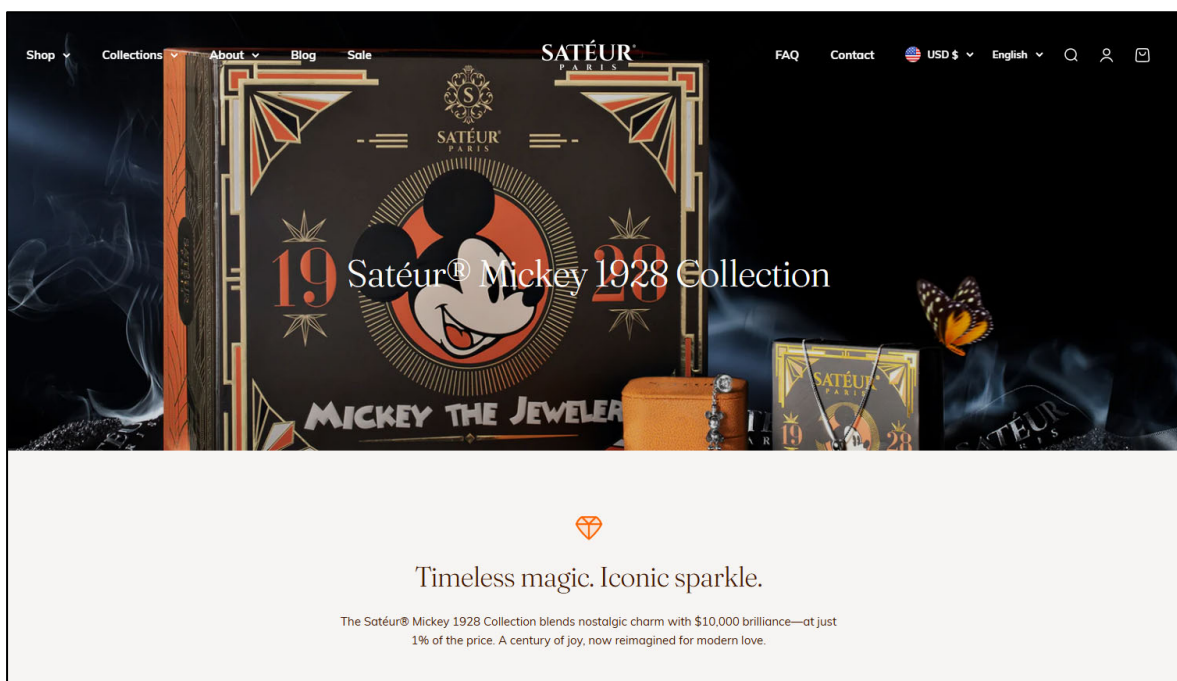 Shop
Collections
About
Blog
Sale
SATÉUR®
PARIS
FAQ
Contact
USD $
English
S
SATÉUR®
PARIS
19
28
Satéur® Mickey 1928 Collection
MICKEY THE JEWELER
SATÉUR®
PARIS
19
28
SATÉUR
Timeless magic. Iconic sparkle.
The Satéur® Mickey 1928 Collection blends nostalgic charm with $10,000 brilliance—at just
1% of the price. A century of joy, now reimagined for modern love.